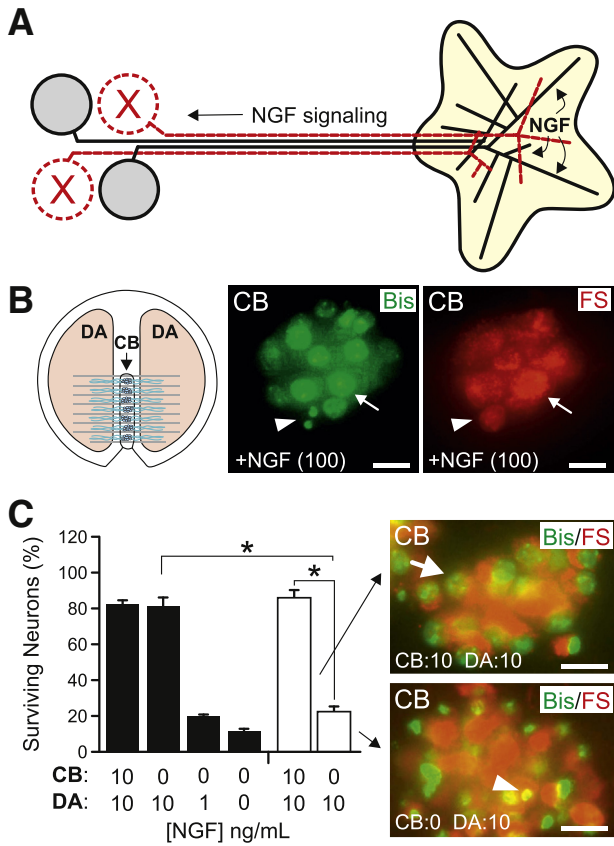 A
X
NGF signaling
NGF
X
B
DA
DA
CB
CB
Bis
+NGF (100)
CB
FS
+NGF (100)
C
Surviving Neurons (%)
120
100
80
60
40
20
0
*
*
CB: 10 0 0 0 10 0
DA: 10 10 1 0 10 10
[NGF] ng/mL
CB
Bis/FS
CB:10 DA:10
CB
Bis/FS
CB:0 DA:10